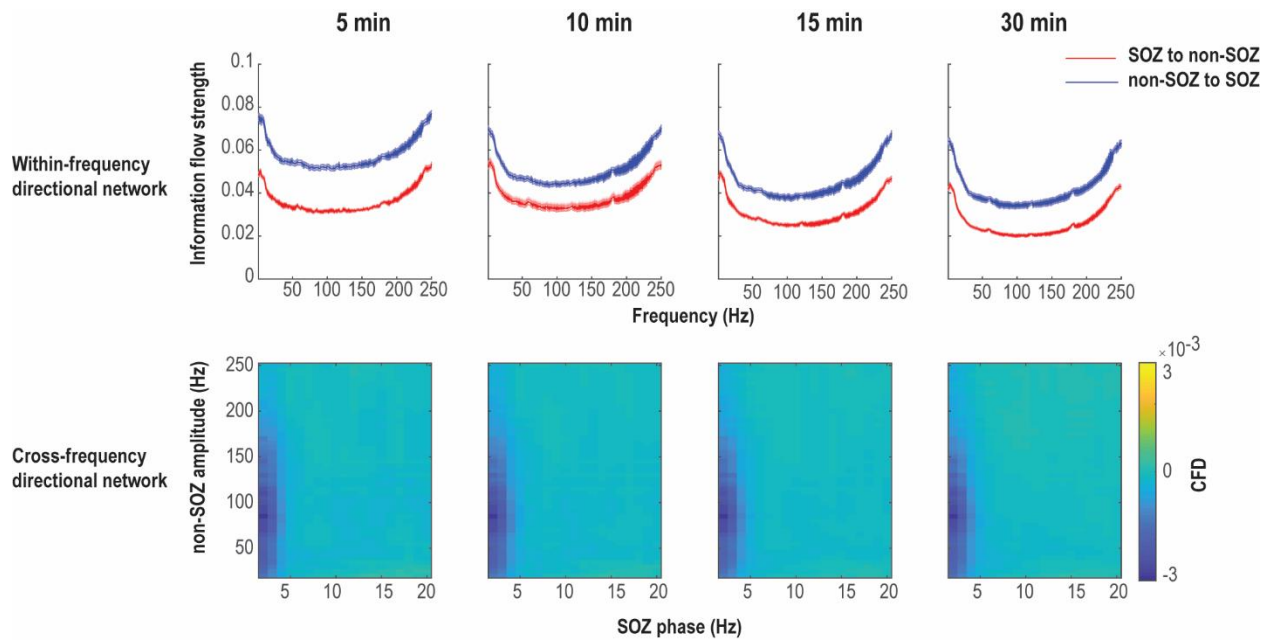 5 min
10 min
15 min
30 min
SOZ to non-SOZ
non-SOZ to SOZ
Within-frequency
directional network
Information flow strength
0.1
0.08
0.06
0.04
0.02
0
50 100 150 200 250
50 100 150 200 250
50 100 150 200 250
50 100 150 200 250
Frequency (Hz)
Cross-frequency
directional network
non-SOZ amplitude (Hz)
250
200
150
100
50
5 10 15 20
5 10 15 20
5 10 15 20
5 10 15 20
SOZ phase (Hz)
×10-3
3
0
-3
CFD